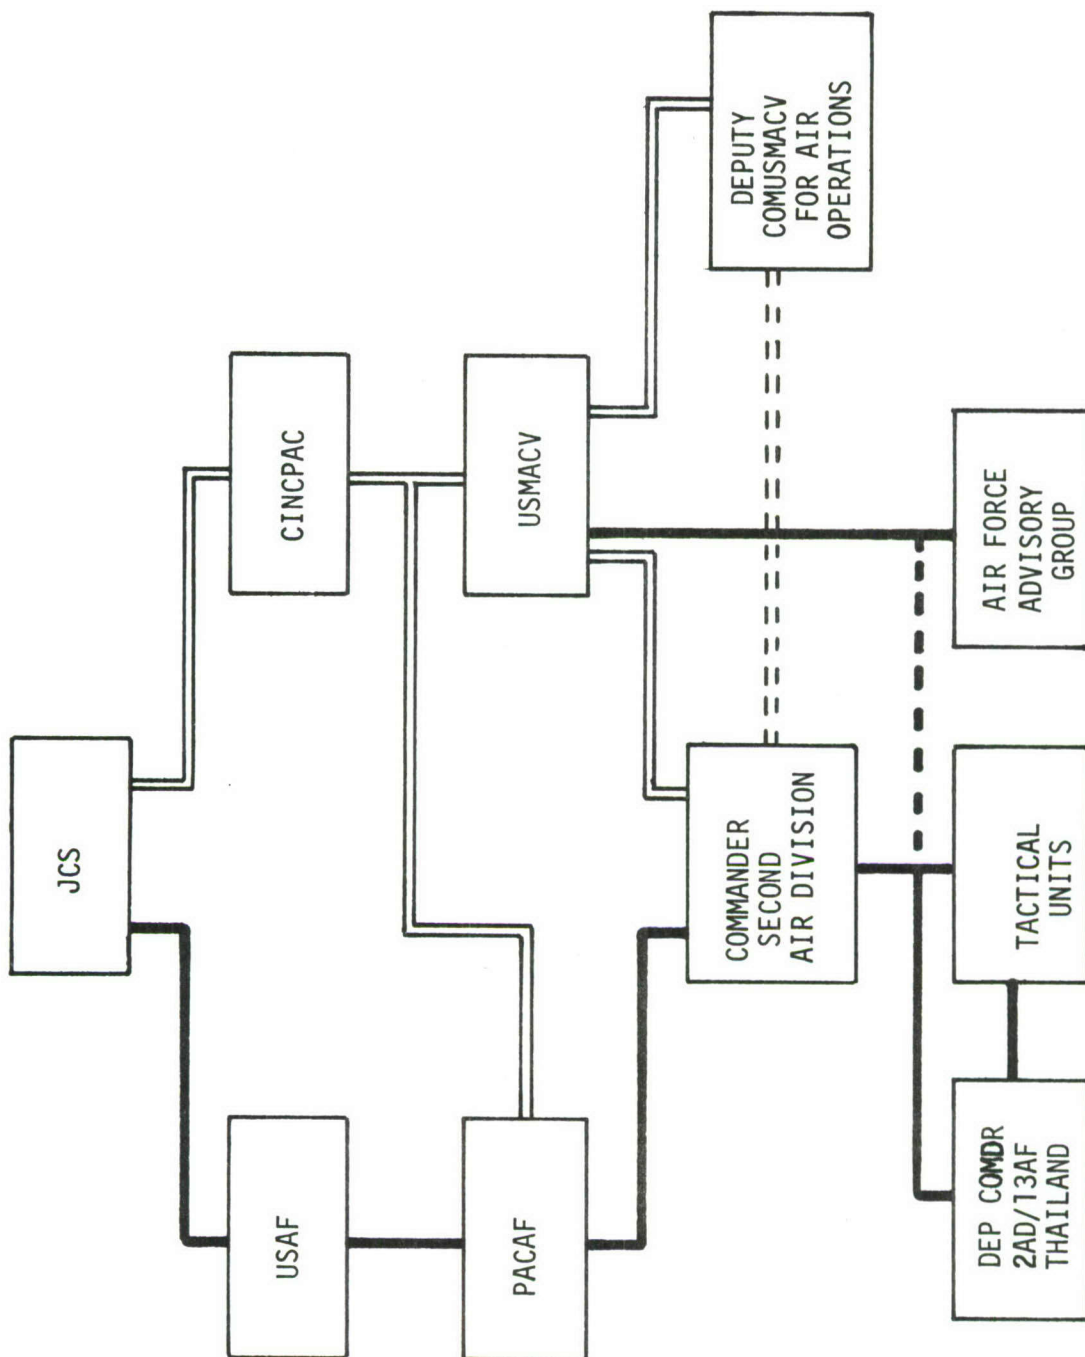 JCS
USAF
CINCPAC
PACAF
USMACV
COMMANDER
SECOND
AIR DIVISION
DEPUTY
COMUSMACV
FOR AIR
OPERATIONS
DEP COMDR
2AD/13AF
THAILAND
TACTICAL
UNITS
AIR FORCE
ADVISORY
GROUP